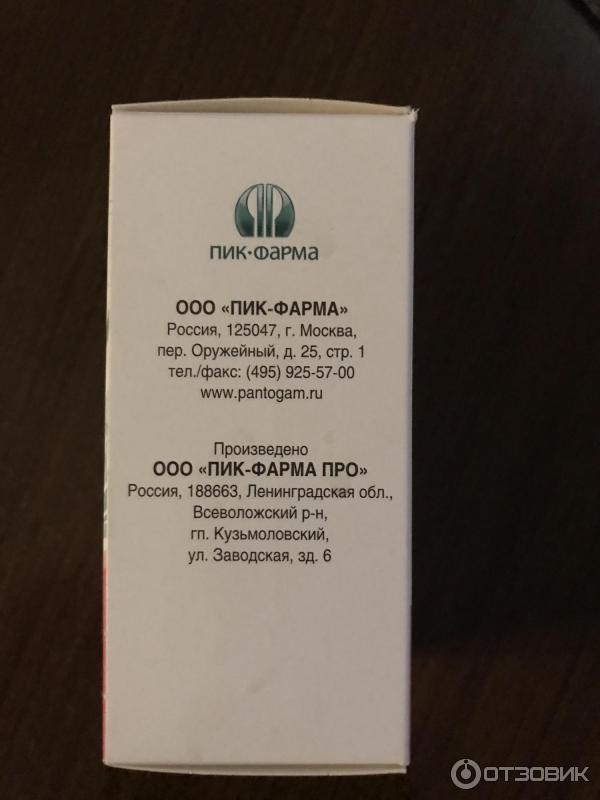 ПИК•ФАРМА
ООО «ПИК-ФАРМА»
Россия, 125047, г. Москва,
пер. Оружейный, д. 25, стр. 1
тел./факс: (495) 925-57-00
www.pantogam.ru
Произведено
ООО «ПИК-ФАРМА ПРО»
Россия, 188663, Ленинградская обл.,
Всеволожский р-н,
гп. Кузьмоловский,
ул. Заводская, зд. 6
ОТЗОВИК